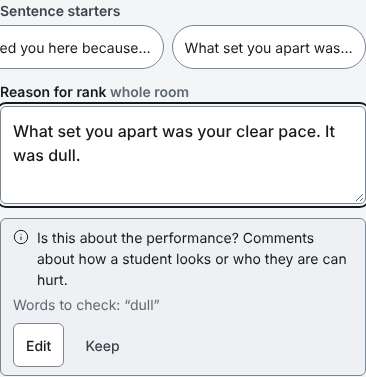 Sentence starters
ed you here because...
What set you apart was...
Reason for rank whole room
What set you apart was your clear pace. It
was dull.
Is this about the performance? Comments
about how a student looks or who they are can
hurt.
Words to check: “dull”
Edit
Keep